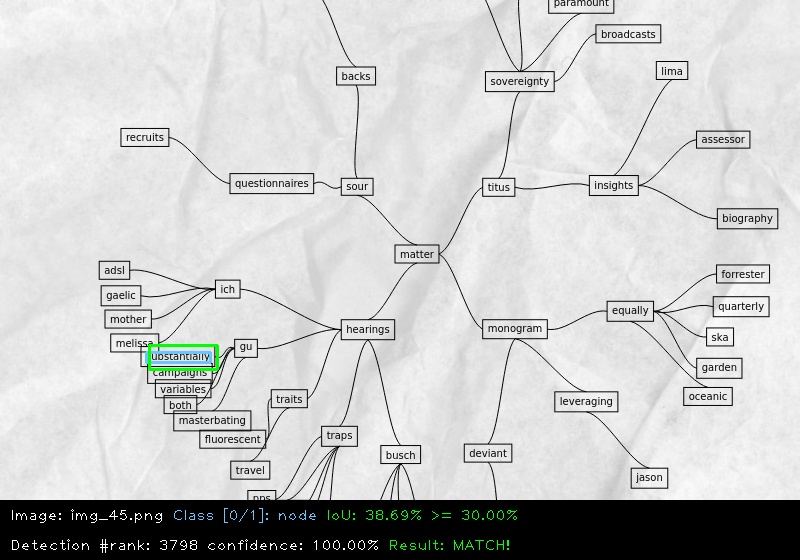 paramount
broadcasts
backs
sovereignty
lima
recruits
assessor
questionnaires
sour
titus
insights
biography
matter
adsl
ich
forrester
gaelic
equally
quarterly
mother
hearings
monogram
ska
melissa
gu
ubstantially
campaigns
garden
variables
traits
leveraging
oceanic
both
masterbating
fluorescent
traps
travel
busch
deviant
jason
nns
Image: img_45.png Class [0/1]: node IoU: 38.69% >= 30.00%
Detection #rank: 3798 confidence: 100.00% Result: MATCH!